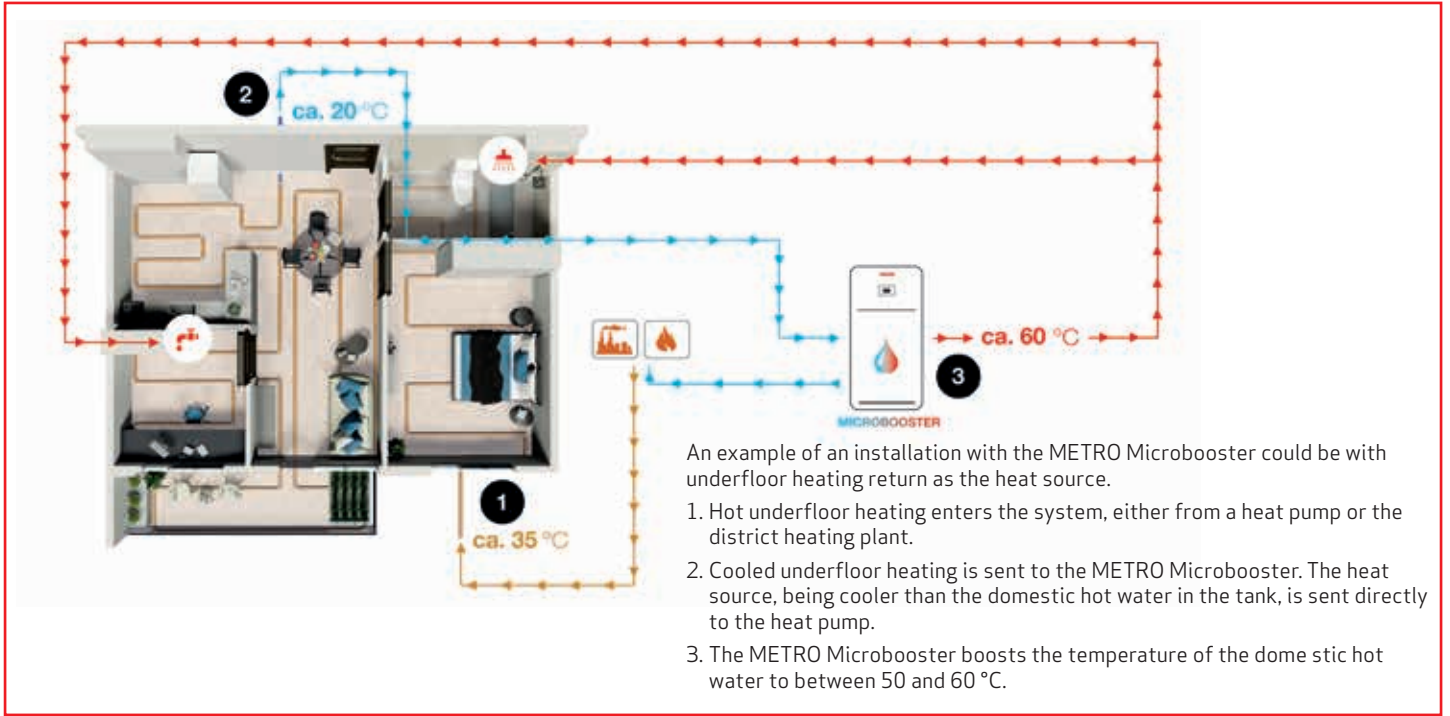 2
ca. 20 °C
ca. 60 °C
3
MICROBOOSTER
1
ca. 35 °C
An example of an installation with the METRO Microbooster could be with
underfloor heating return as the heat source.
1. Hot underfloor heating enters the system, either from a heat pump or the
district heating plant.
2. Cooled underfloor heating is sent to the METRO Microbooster. The heat
source, being cooler than the domestic hot water in the tank, is sent directly
to the heat pump.
3. The METRO Microbooster boosts the temperature of the dome stic hot
water to between 50 and 60 °C.